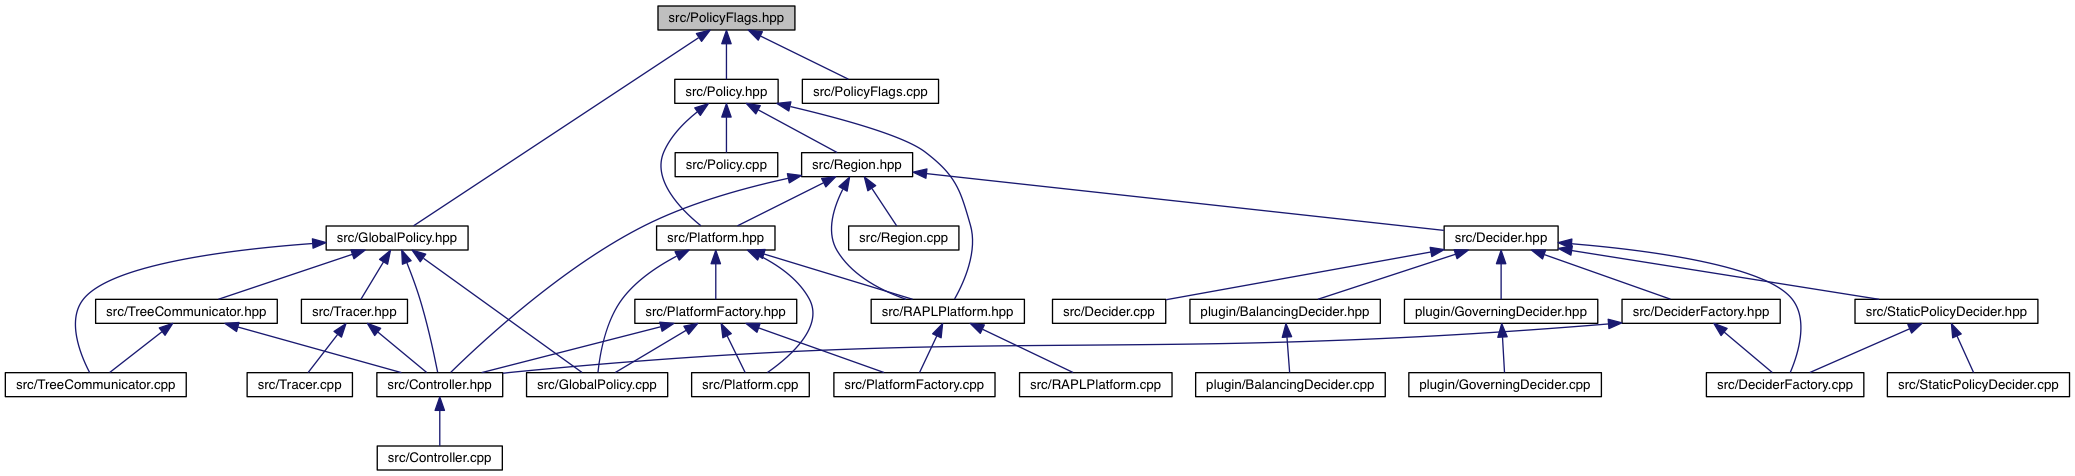 src/PolicyFlags.hpp
src/Policy.hpp
src/PolicyFlags.cpp
src/Policy.cpp
src/Region.hpp
src/GlobalPolicy.hpp
src/Platform.hpp
src/Region.cpp
src/Decider.hpp
src/TreeCommunicator.hpp
src/Tracer.hpp
src/PlatformFactory.hpp
src/RAPLPlatform.hpp
src/Decider.cpp
plugin/BalancingDecider.hpp
plugin/GoverningDecider.hpp
src/DeciderFactory.hpp
src/StaticPolicyDecider.hpp
src/TreeCommunicator.cpp
src/Tracer.cpp
src/Controller.hpp
src/GlobalPolicy.cpp
src/Platform.cpp
src/PlatformFactory.cpp
src/RAPLPlatform.cpp
plugin/BalancingDecider.cpp
plugin/GoverningDecider.cpp
src/DeciderFactory.cpp
src/StaticPolicyDecider.cpp
src/Controller.cpp